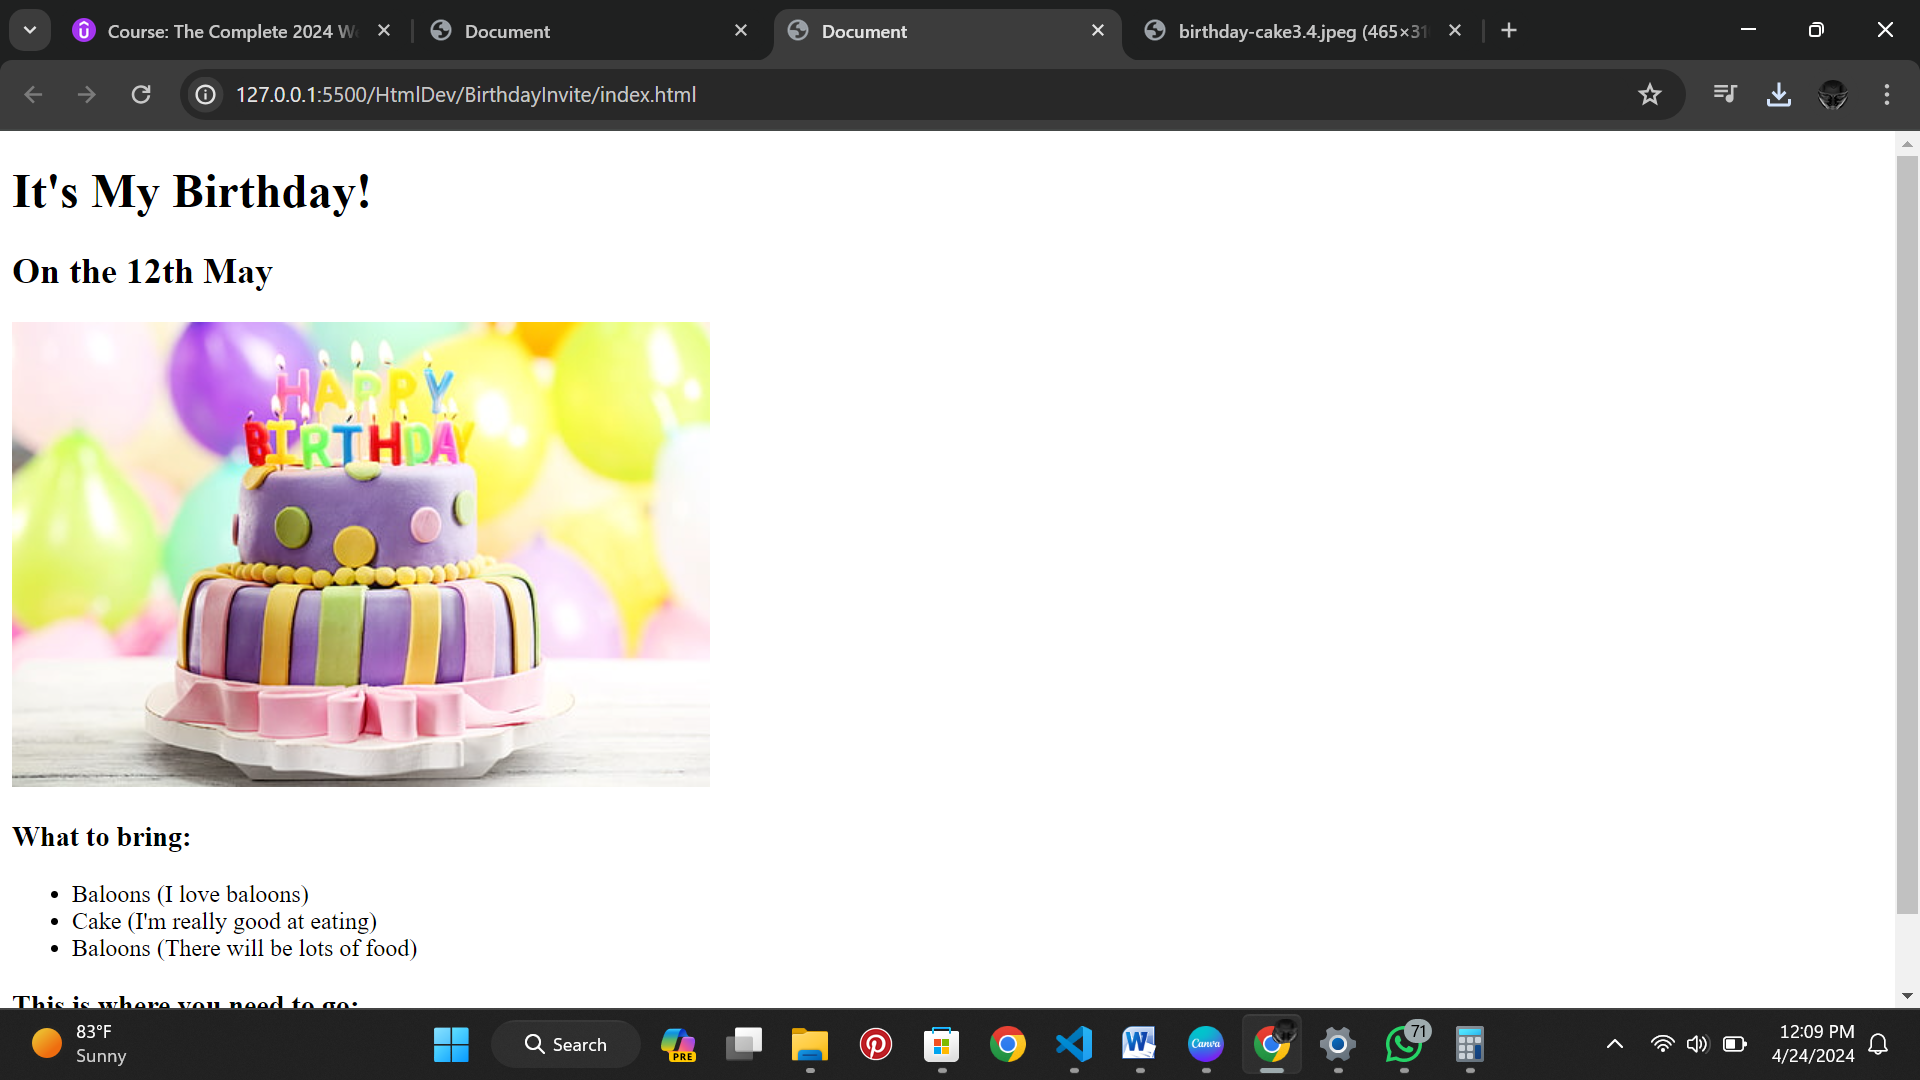 Course: The Complete 2024 We
Document
Document
birthday-cake3.4.jpeg (465×310
127.0.0.1:5500/HtmlDev/BirthdayInvite/index.html
It's My Birthday!
On the 12th May
HAPPY
BIRTHDAY
What to bring:
Baloons (I love baloons)
Cake (I'm really good at eating)
Baloons (There will be lots of food)
This is where you need to go:
83°F
Sunny
Search
PRE
W
Canva
71
12:09 PM
4/24/2024